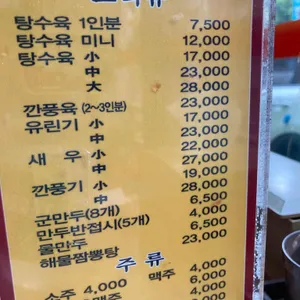 요리류
탕수육 1인분 7,500
탕수육 미니 12,000
탕수육 小 17,000
中 23,000
大 28,000
깐풍육 (2~3인분) 23,000
유린기 小 17,000
中 23,000
새 우 小 22,000
中 27,000
깐풍기 小 19,000
中 28,000
군만두(8개) 6,500
만두반접시(5개) 4,000
물만두 6,500
해물짬뽕탕 23,000
주 류
소주 4,000 맥주 4,000